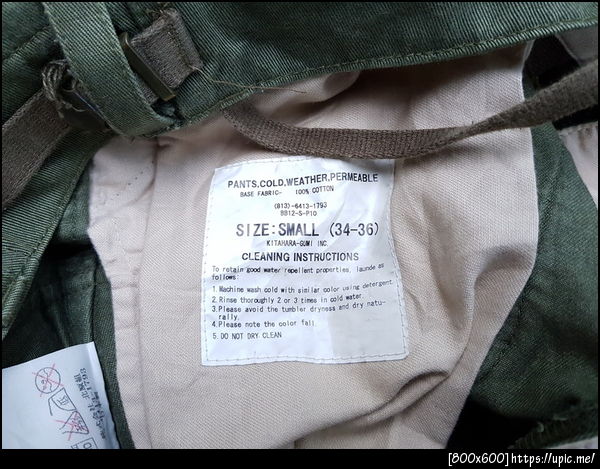 PANTS,COLD.WEATHER,PERMEABLE
BASE FABRIC- 100% COTTON
(813)-6413-1793
BB12-S-P10
SIZE:SMALL (34-36)
KITAHARA-GUMI INC.
CLEANING INSTRUCTIONS
To retain good water repellent properties, launde as
follows:
1.Machine wash cold with similar color using detergent
2.Rinse thoroughly 2 or 3 times in cold water.
3.Please avoid the tumbler dryness and dry natu-
rally.
4.Please note the color fall
5.DO NOT DRY CLEAN
[800x600]https://upic.me/